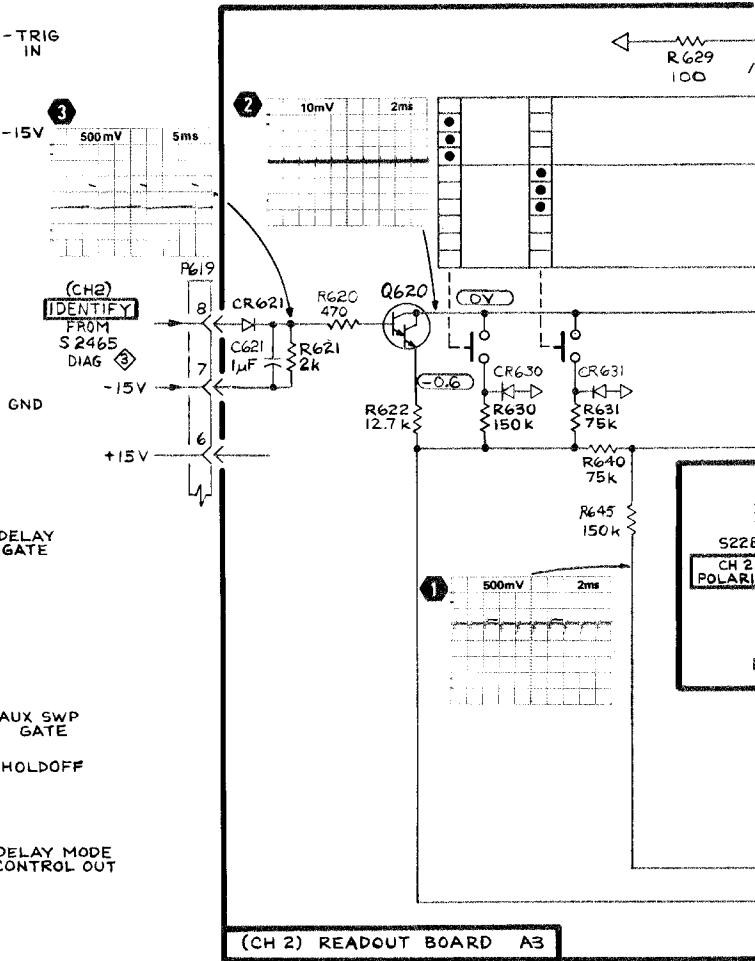 - TRIG
IN
R629
100
3
2
10mV 2ms
-15V
500mV 5ms
P619
(CH2)
IDENTIFY
FROM
S2465
DIAG 3
8
CR621
R620
470
Q620
0V
C621
1µF
R621
2k
7
-15V
-0.6
CR630
CR631
GND
R622
12.7k
R630
150k
R631
75k
6
+15V
R640
75k
R645
150k
DELAY
GATE
S22
CH 2
POLARI
1
500mV 2ms
AUX SWP
GATE
HOLDOFF
DELAY MODE
CONTROL OUT
(CH 2) READOUT BOARD A3